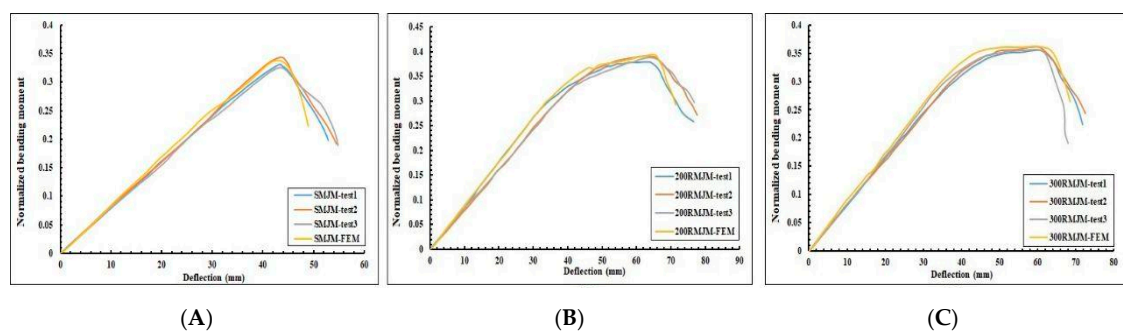 Normalized bending moment
0.4
0.35
0.3
0.25
0.2
0.15
0.1
0.05
0
SMJM-test1
SMJM-test2
SMJM-test3
SMJM-FEM
0 10 20 30 40 50 60
Deflection (mm)
(A)
Normalized bending moment
0.45
0.4
0.35
0.3
0.25
0.2
0.15
0.1
0.05
0
200RMJM-test1
200RMJM-test2
200RMJM-test3
200RMJM-FEM
0 10 20 30 40 50 60 70 80 90
Deflection (mm)
(B)
Normalized bending moment
0.4
0.35
0.3
0.25
0.2
0.15
0.1
0.05
0
300RMJM-test1
300RMJM-test2
300RMJM-test3
300RMJM-FEM
0 10 20 30 40 50 60 70 80
Deflection (mm)
(C)